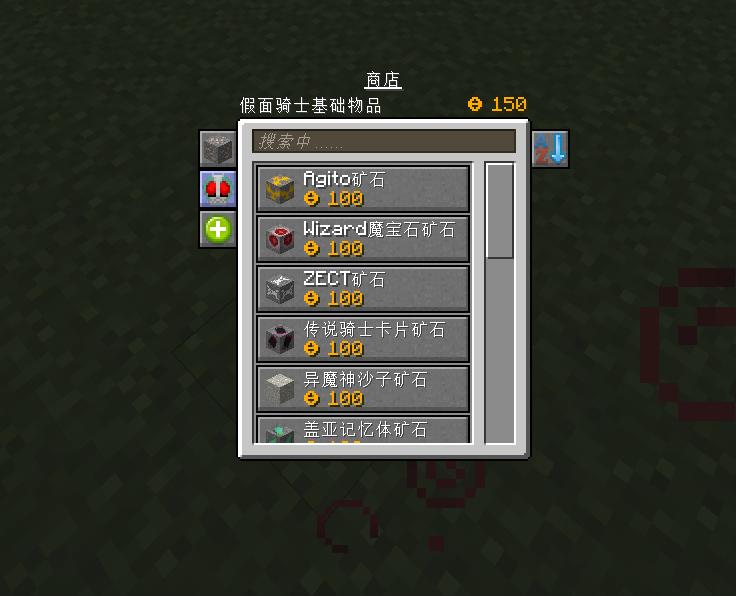 商店
假面骑士基础物品
150
搜索中......
A
Z
Agito矿石
100
Wizard魔宝石矿石
100
ZECT矿石
100
传说骑士卡片矿石
100
异魔神沙子矿石
100
盖亚记忆体矿石